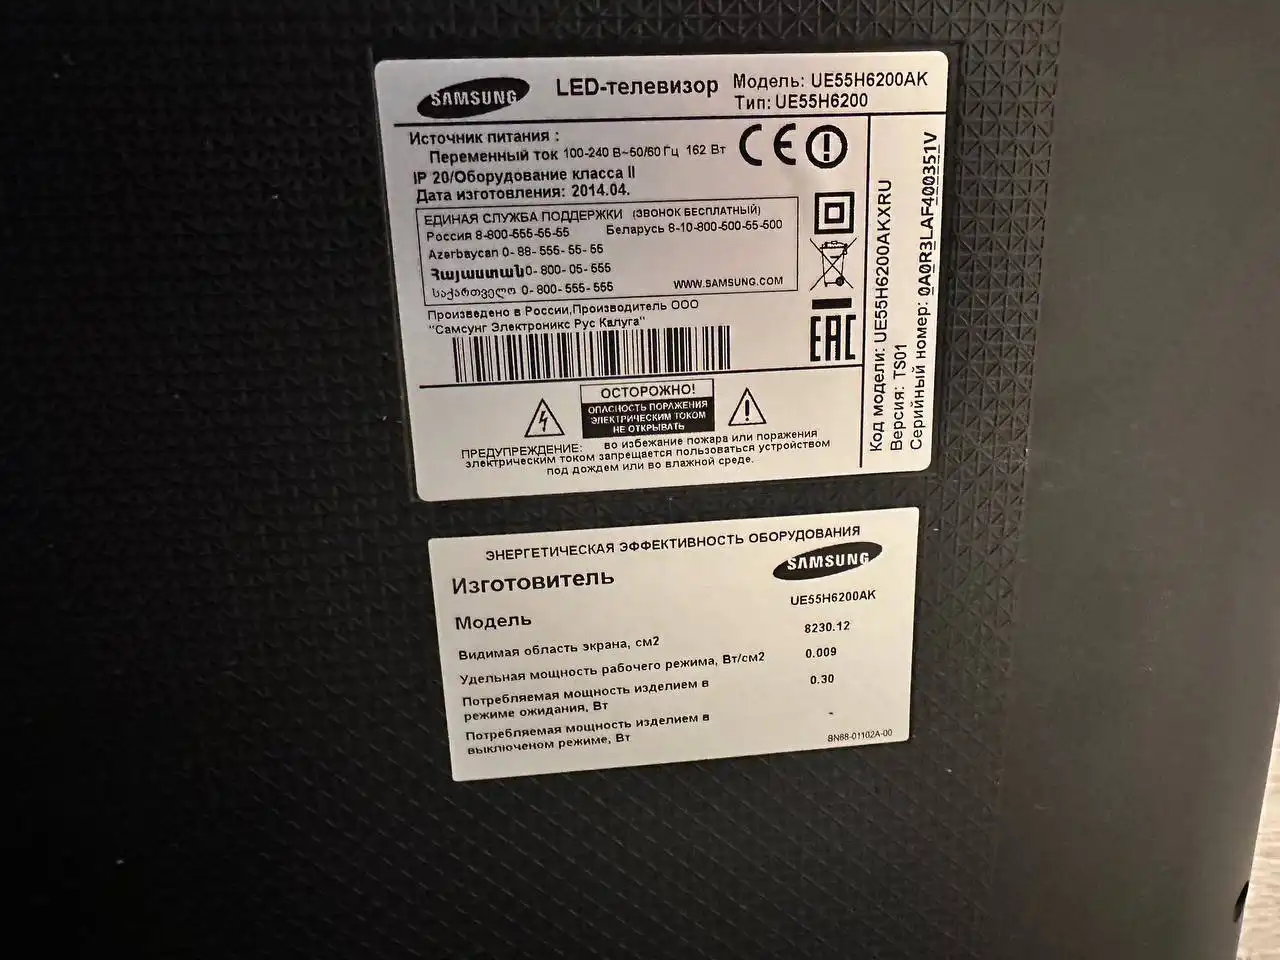 SAMSUNG LED-телевизор Модель: UE55H6200AK
Тип: UE55H6200
Источник питания :
Переменный ток 100-240 В~50/60 Гц 162 Вт
IP 20/Оборудование класса II
Дата изготовления: 2014.04.
ЕДИНАЯ СЛУЖБА ПОДДЕРЖКИ (ЗВОНОК БЕСПЛАТНЫЙ)
Россия 8-800-555-55-55 Беларусь 8-10-800-500-55-500
Azerbaycan 0-88-555-55-55
Հայաստան 0-800-05-555
საქართველო 0-800-555-555 WWW.SAMSUNG.COM
Произведено в России,Производитель ООО
"Самсунг Электроникс Рус Калуга"
CE
EAC
ОСТОРОЖНО!
ОПАСНОСТЬ ПОРАЖЕНИЯ
ЭЛЕКТРИЧЕСКИМ ТОКОМ
НЕ ОТКРЫВАТЬ
ПРЕДУПРЕЖДЕНИЕ: во избежание пожара или поражения
электрическим током запрещается пользоваться устройством
под дождем или во влажной среде.
Код модели: UE55H6200AKXRU
Версия: TS01
Серийный номер: 0A0R3LAF400351V
ЭНЕРГЕТИЧЕСКАЯ ЭФФЕКТИВНОСТЬ ОБОРУДОВАНИЯ
Изготовитель SAMSUNG
Модель UE55H6200AK
Видимая область экрана, см2 8230.12
Удельная мощность рабочего режима, Вт/см2 0.009
Потребляемая мощность изделием в
режиме ожидания, Вт 0.30
Потребляемая мощность изделием в
выключеном режиме, Вт -
BN68-01102A-00